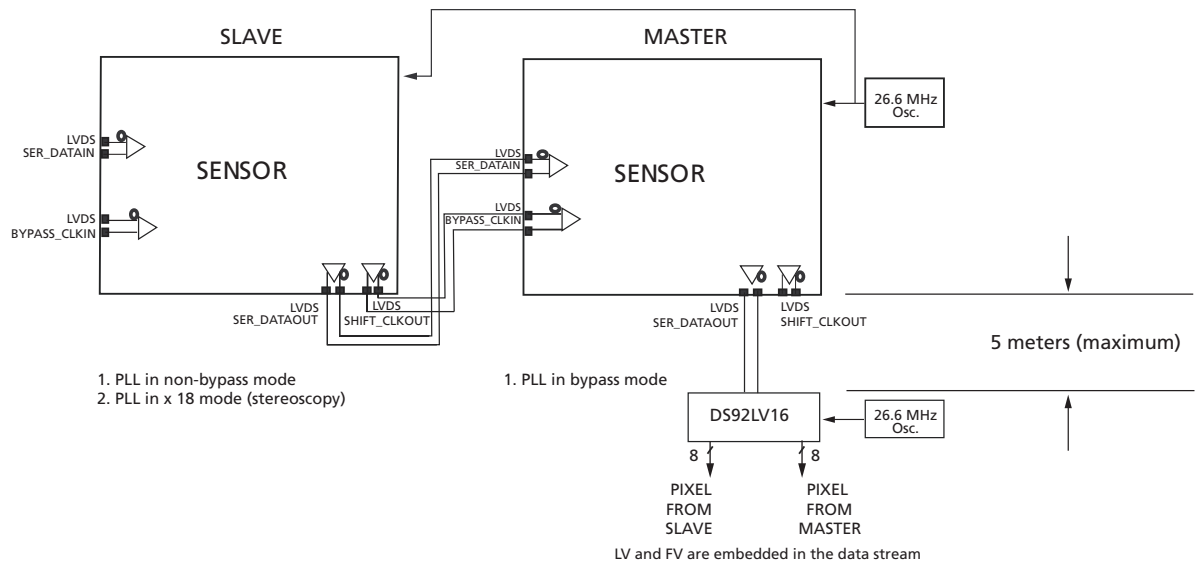 SLAVE
MASTER
26.6 MHz
Osc.
LVDS
SER_DATAIN
SENSOR
LVDS
BYPASS_CLKIN
LVDS
SER_DATAIN
SENSOR
LVDS
BYPASS_CLKIN
LVDS
SER_DATAOUT
LVDS
SHIFT_CLKOUT
LVDS
SER_DATAOUT
LVDS
SHIFT_CLKOUT
5 meters (maximum)
1. PLL in non-bypass mode
2. PLL in x 18 mode (stereoscopy)
1. PLL in bypass mode
DS92LV16
26.6 MHz
Osc.
8
8
PIXEL
FROM
SLAVE
PIXEL
FROM
MASTER
LV and FV are embedded in the data stream